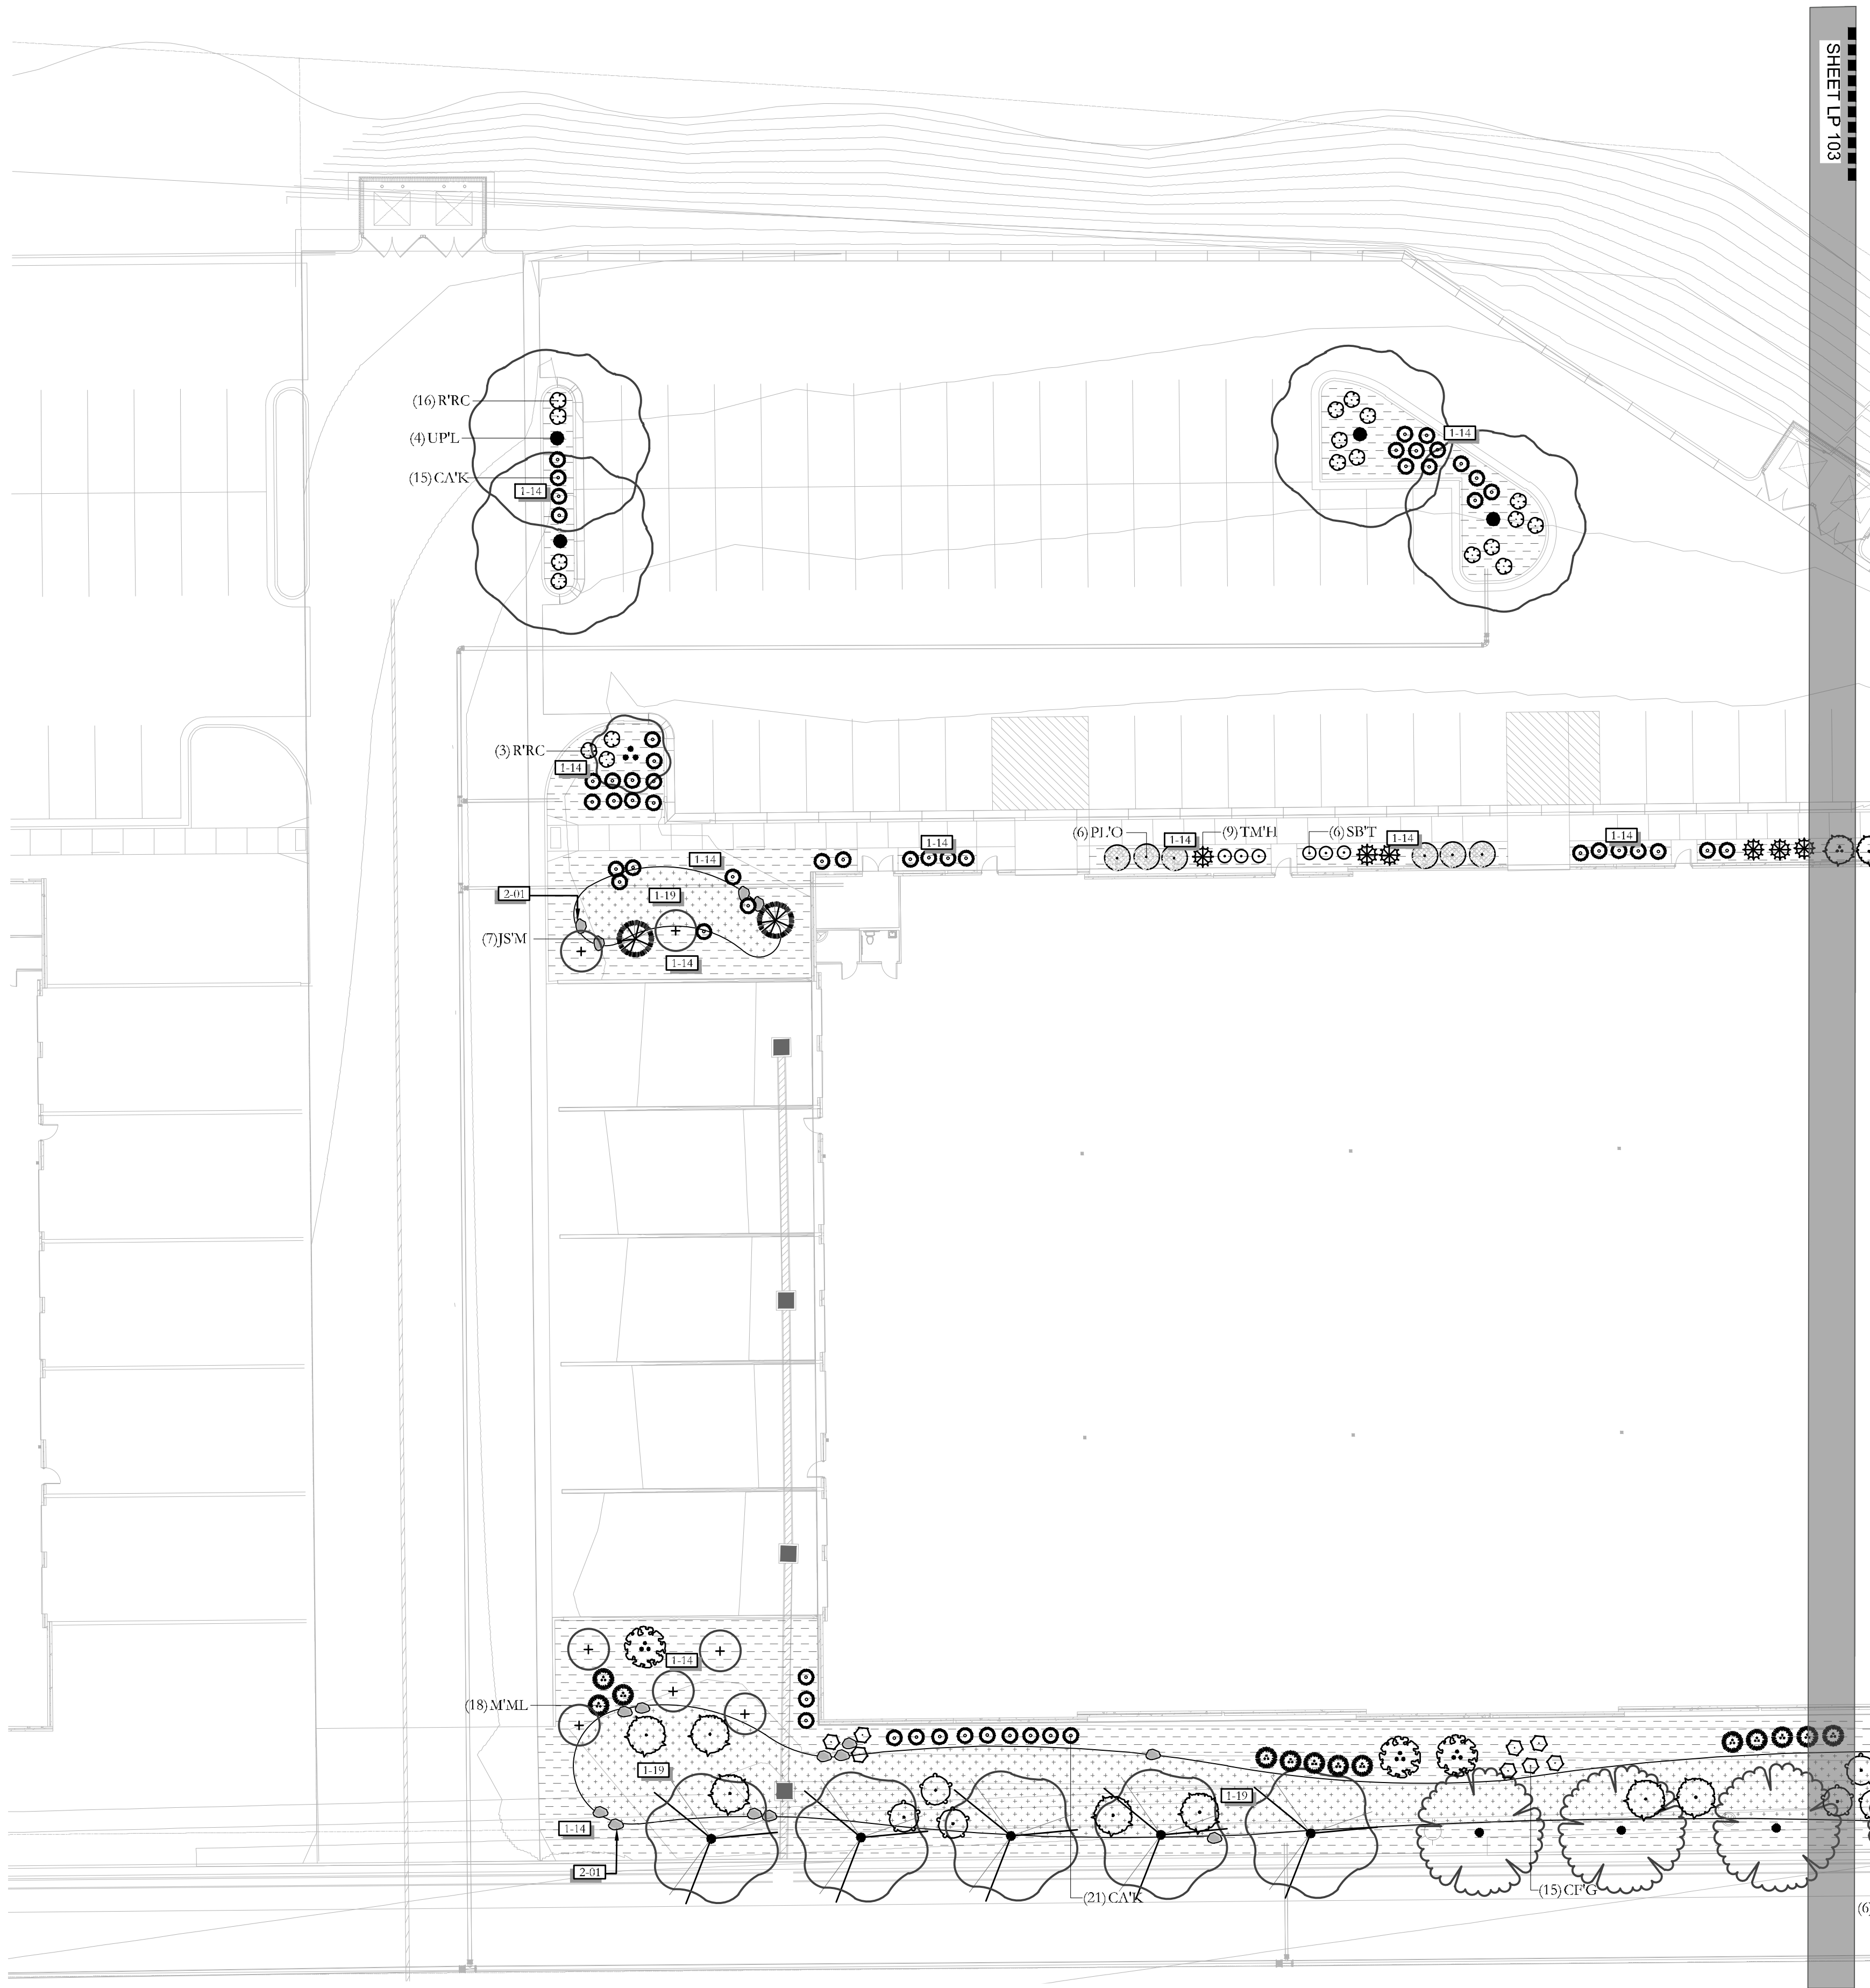 SHEET LP 103
(16) R'RC
(4) UP'L
(15) CA'K
1-14
1-14
(3) R'RC
1-14
1-14
(6) PL'O
1-14
(9) TM'H
(6) SB'T
1-14
1-14
1-14
2-01
1-19
(7) JS'M
1-14
1-14
(18) M'ML
1-19
1-19
1-14
2-01
(21) CA'K
(15) CF'G
(6)